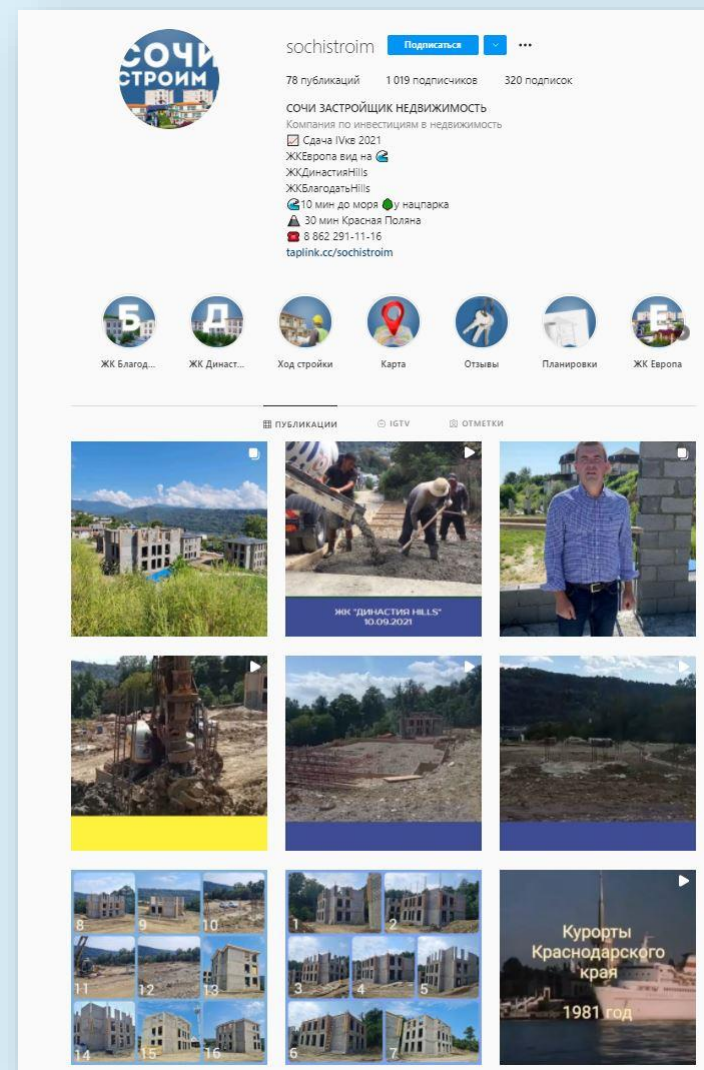 СОЧИ
СТРОИМ
sochistroim
Подписаться
78 публикаций 1 019 подписчиков 320 подписок
СОЧИ ЗАСТРОЙЩИК НЕДВИЖИМОСТЬ
Компания по инвестициям в недвижимость
Сдача IVкв 2021
ЖКЕвропа вид на
ЖКДинастияHills
ЖКБлагодатьHills
10 мин до моря у нацпарка
30 мин Красная Поляна
8 862 291-11-16
taplink.cc/sochistroim
Б Д Е
ЖК Благод... ЖК Династ... Ход стройки Карта Отзывы Планировки ЖК Европа
ПУБЛИКАЦИИ IGTV ОТМЕТКИ
ЖК "ДИНАСТИЯ HILLS"
10.09.2021
8 9 10
11 12 13
14 15 16
1 2
3 4 5
6 7
Курорты
Краснодарского
края
1981 год